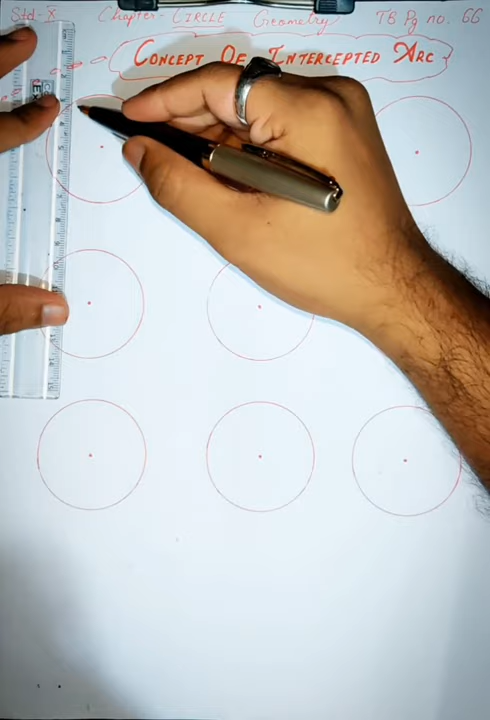 Std-X Chapter- CIRCLE Geometry TB Pg no. 66
CONCEPT OF INTERCEPTED ARC